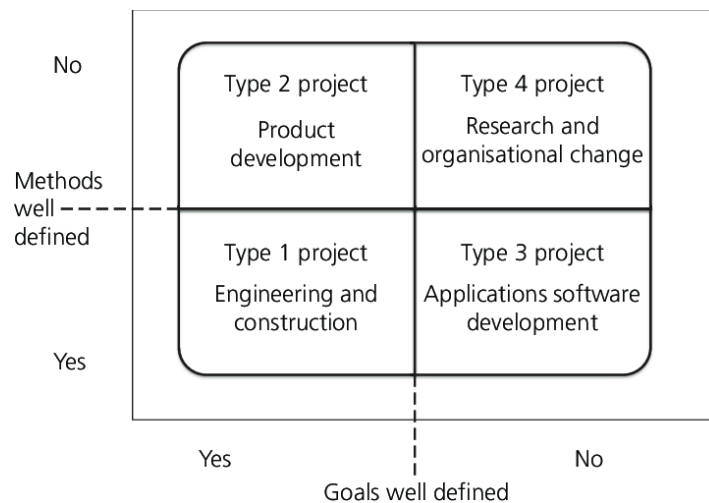 No
Type 2 project
Product
development
Type 4 project
Research and
organisational change
Methods
well
defined
Type 1 project
Engineering and
construction
Type 3 project
Applications software
development
Yes
Yes
No
Goals well defined